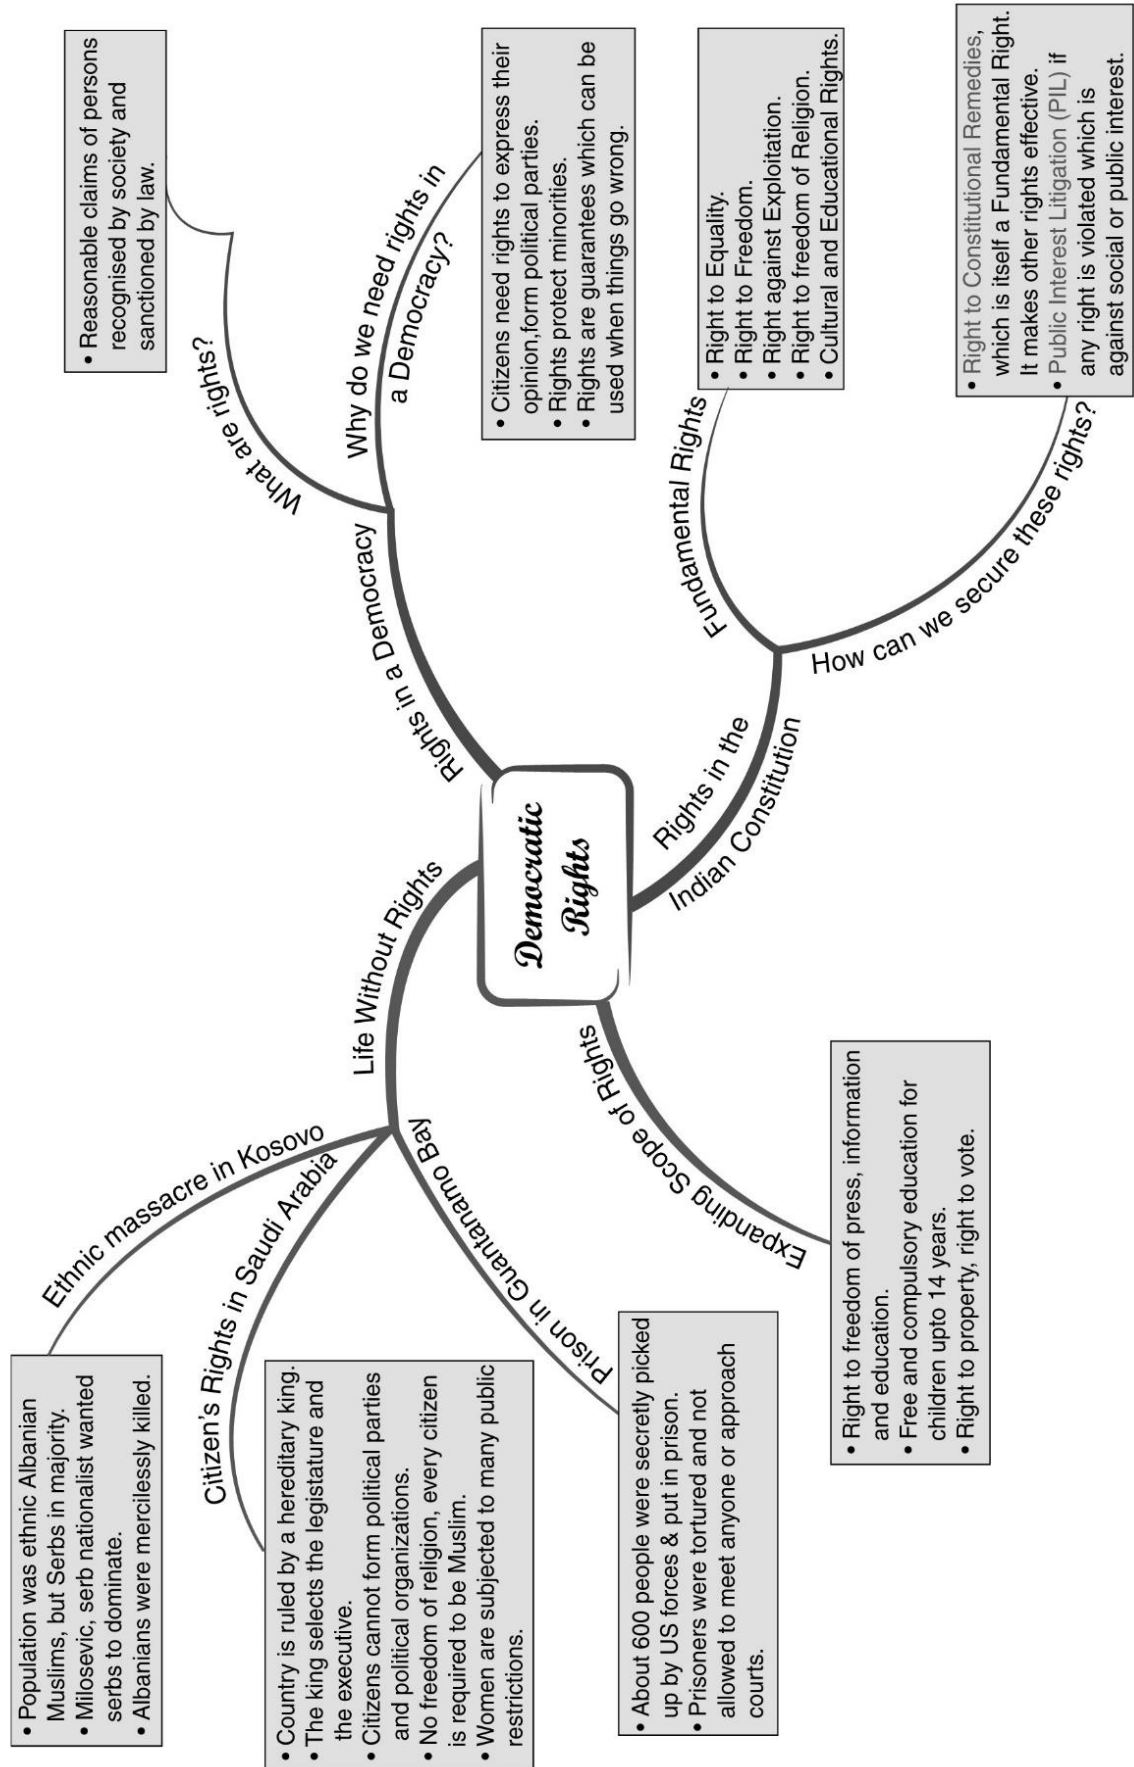 Democratic
Rights
Life Without Rights
Ethnic massacre in Kosovo
• Population was ethnic Albanian
Muslims, but Serbs in majority.
• Milosevic, serb nationalist wanted
serbs to dominate.
• Albanians were mercilessly killed.
Citizen's Rights in Saudi Arabia
• Country is ruled by a hereditary king.
• The king selects the legistature and
the executive.
• Citizens cannot form political parties
and political organizations.
• No freedom of religion, every citizen
is required to be Muslim.
• Women are subjected to many public
restrictions.
Prison in Guantanamo Bay
• About 600 people were secretly picked
up by US forces & put in prison.
• Prisoners were tortured and not
allowed to meet anyone or approach
courts.
Expanding Scope of Rights
• Right to freedom of press, information
and education.
• Free and compulsory education for
children upto 14 years.
• Right to property, right to vote.
Rights in a Democracy
What are rights?
• Reasonable claims of persons
recognised by society and
sanctioned by law.
Why do we need rights in
a Democracy?
• Citizens need rights to express their
opinion,form political parties.
• Rights protect minorities.
• Rights are guarantees which can be
used when things go wrong.
Rights in the
Indian Constitution
Fundamental Rights
• Right to Equality.
• Right to Freedom.
• Right against Exploitation.
• Right to freedom of Religion.
• Cultural and Educational Rights.
How can we secure these rights?
• Right to Constitutional Remedies,
which is itself a Fundamental Right.
It makes other rights effective.
• Public Interest Litigation (PIL) if
any right is violated which is
against social or public interest.